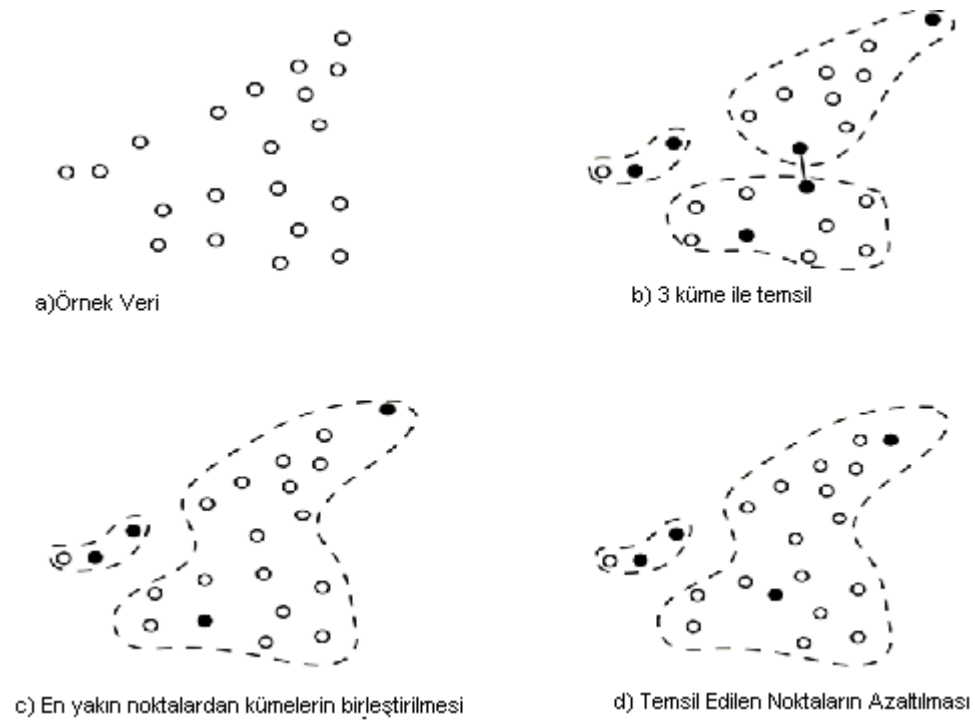 a)Örnek Veri
b) 3 küme ile temsil
c) En yakın noktalardan kümelerin birleştirilmesi
d) Temsil Edilen Noktaların Azaltılması